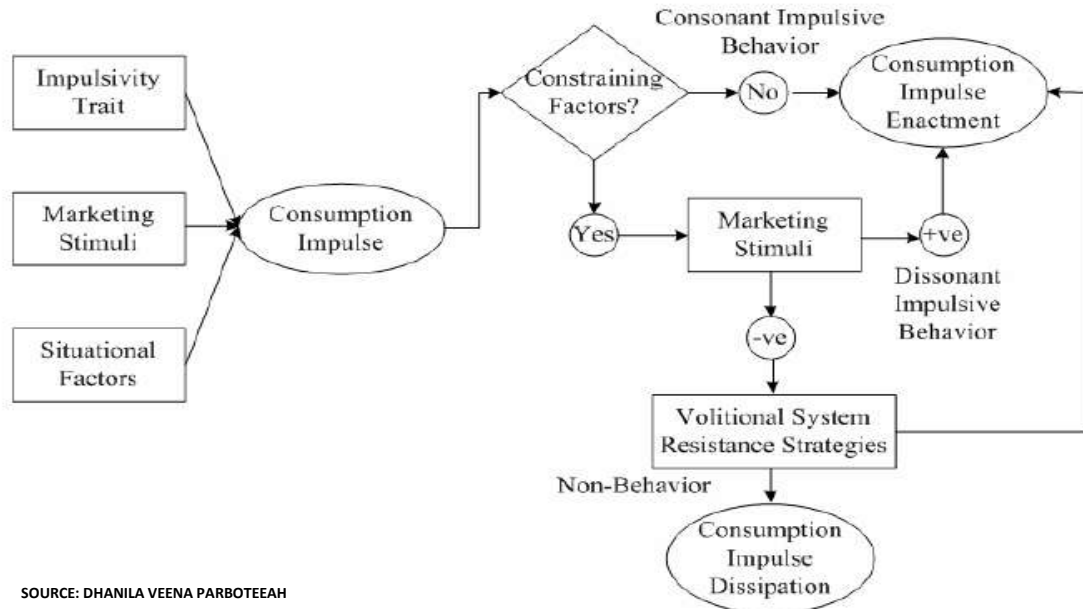 Impulsivity
Trait
Marketing
Stimuli
Situational
Factors
Consumption
Impulse
Constraining
Factors?
Consonant Impulsive
Behavior
No
Consumption
Impulse
Enactment
Yes
Marketing
Stimuli
+ve
Dissonant
Impulsive
Behavior
-ve
Volitional System
Resistance Strategies
Non-Behavior
Consumption
Impulse
Dissipation
SOURCE: DHANILA VEENA PARBOTEEAH